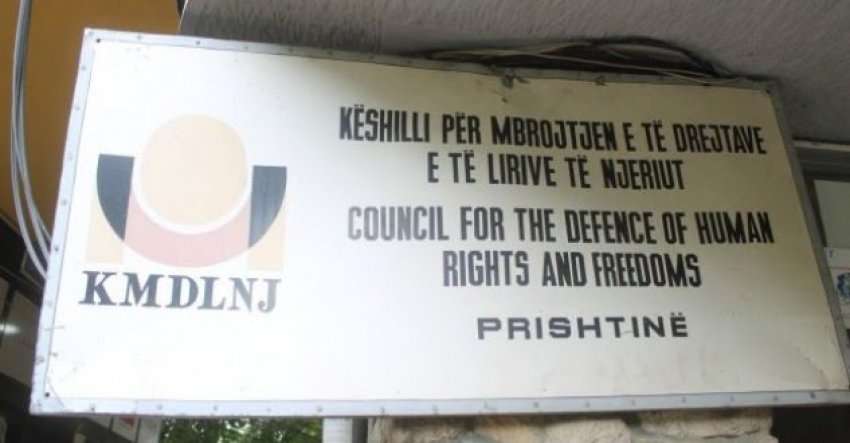 KËSHILLI PËR MBROJTJEN E TË DREJTAVE
E TË LIRIVE TË NJERIUT
COUNCIL FOR THE DEFENCE OF HUMAN
RIGHTS AND FREEDOMS
PRISHTINË
KMDLNJ